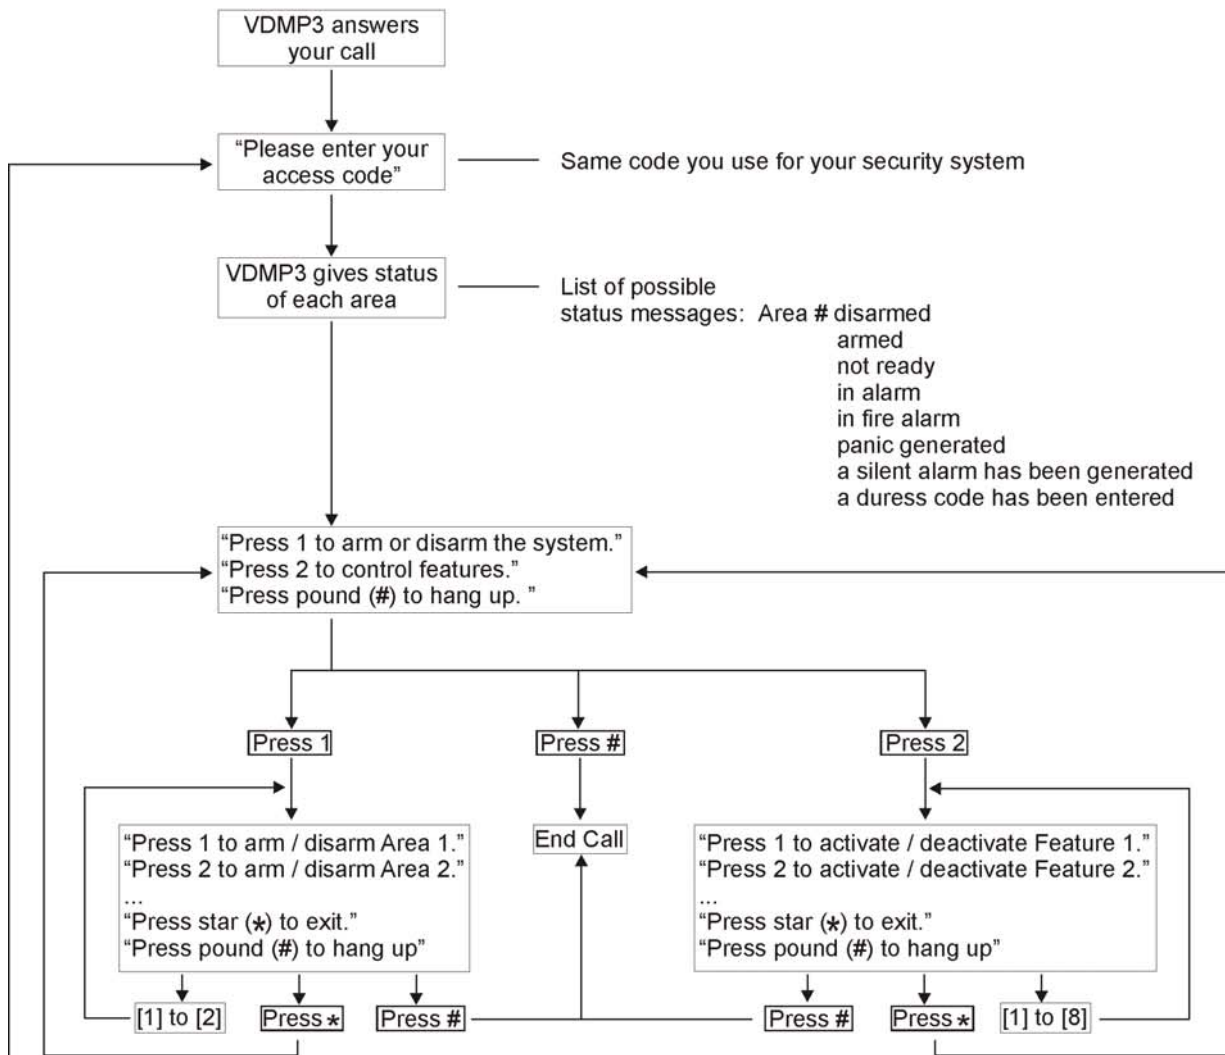 VDMP3 answers
your call
“Please enter your
access code”
Same code you use for your security system
VDMP3 gives status
of each area
List of possible
status messages: Area # disarmed
armed
not ready
in alarm
in fire alarm
panic generated
a silent alarm has been generated
a duress code has been entered
“Press 1 to arm or disarm the system.”
“Press 2 to control features.”
“Press pound (#) to hang up. ”
Press 1
Press #
Press 2
“Press 1 to arm / disarm Area 1.”
“Press 2 to arm / disarm Area 2.”
...
“Press star (*) to exit.”
“Press pound (#) to hang up”
End Call
“Press 1 to activate / deactivate Feature 1.”
“Press 2 to activate / deactivate Feature 2.”
...
“Press star (*) to exit.”
“Press pound (#) to hang up”
[1] to [2]
Press *
Press #
Press #
Press *
[1] to [8]